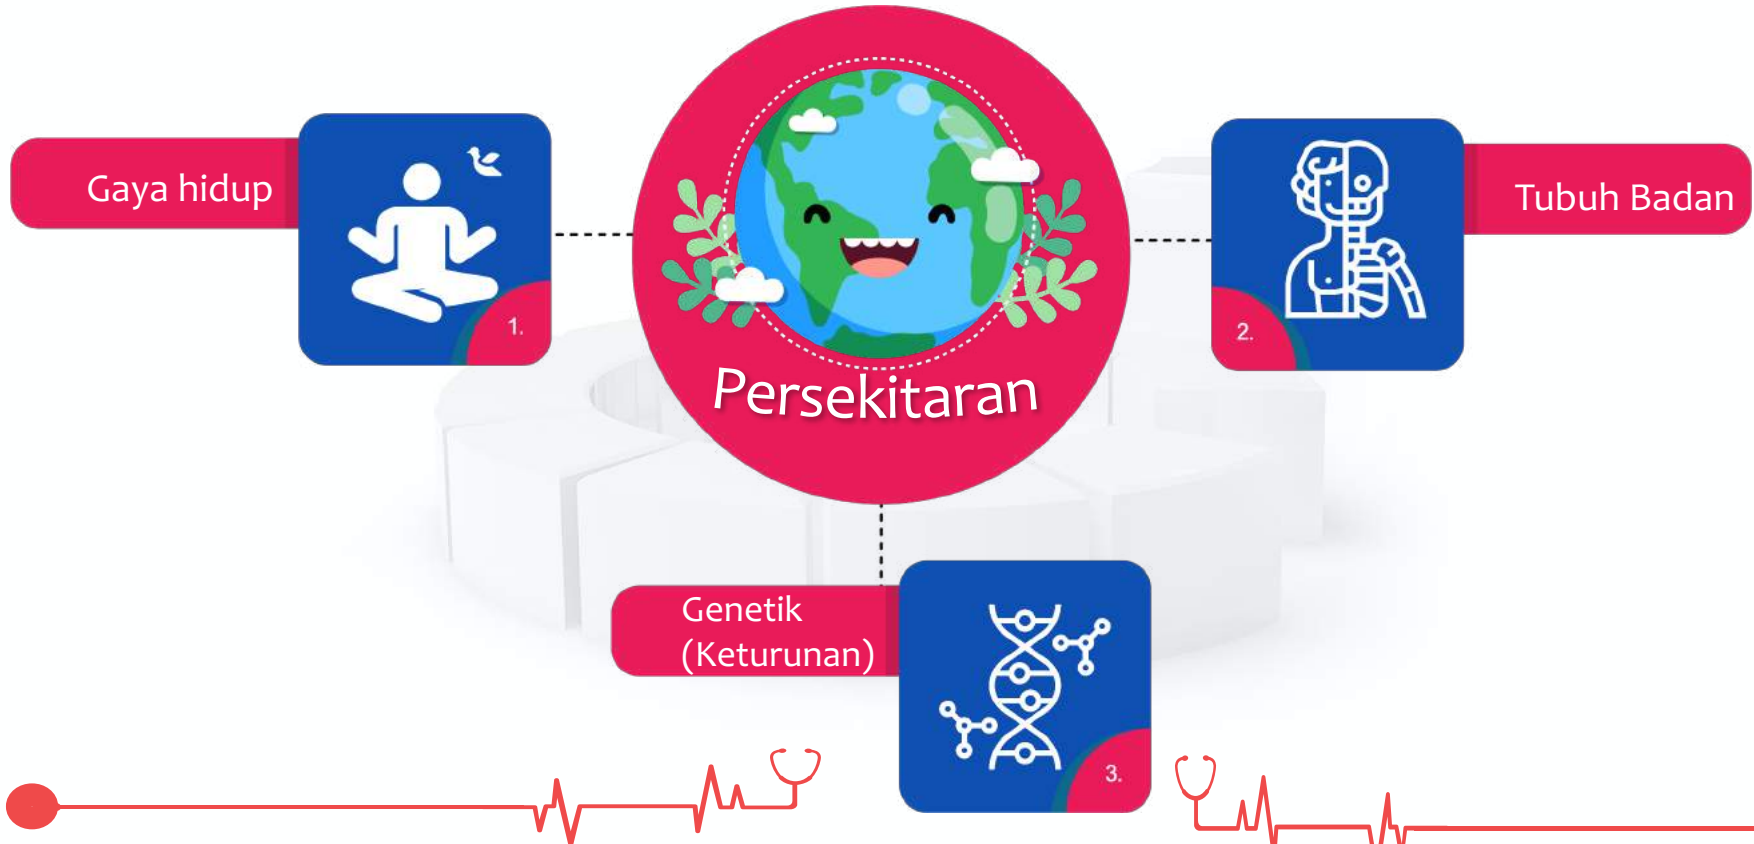 Gaya hidup
1.
Persekitaran
2.
Tubuh Badan
Genetik
(Keturunan)
3.